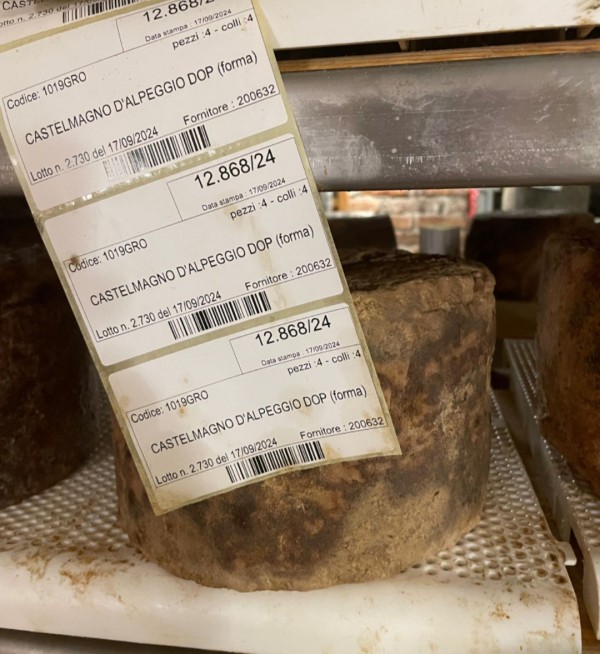 12.868/2
Data stampa : 17/09/2024
pezzi :4 - colli :4
Codice: 1019GRO
CASTELMAGNO D'ALPEGGIO DOP (forma)
Lotto n. 2.730 del 17/09/2024 Fornitore : 200632
12.868/24
Data stampa : 17/09/2024
pezzi :4 - colli :4
Codice: 1019GRO
CASTELMAGNO D'ALPEGGIO DOP (forma)
Lotto n. 2.730 del 17/09/2024 Fornitore : 200632
12.868/24
Data stampa : 17/09/2024
pezzi :4 - colli :4
Codice: 1019GRO
CASTELMAGNO D'ALPEGGIO DOP (forma)
Lotto n. 2.730 del 17/09/2024 Fornitore : 200632